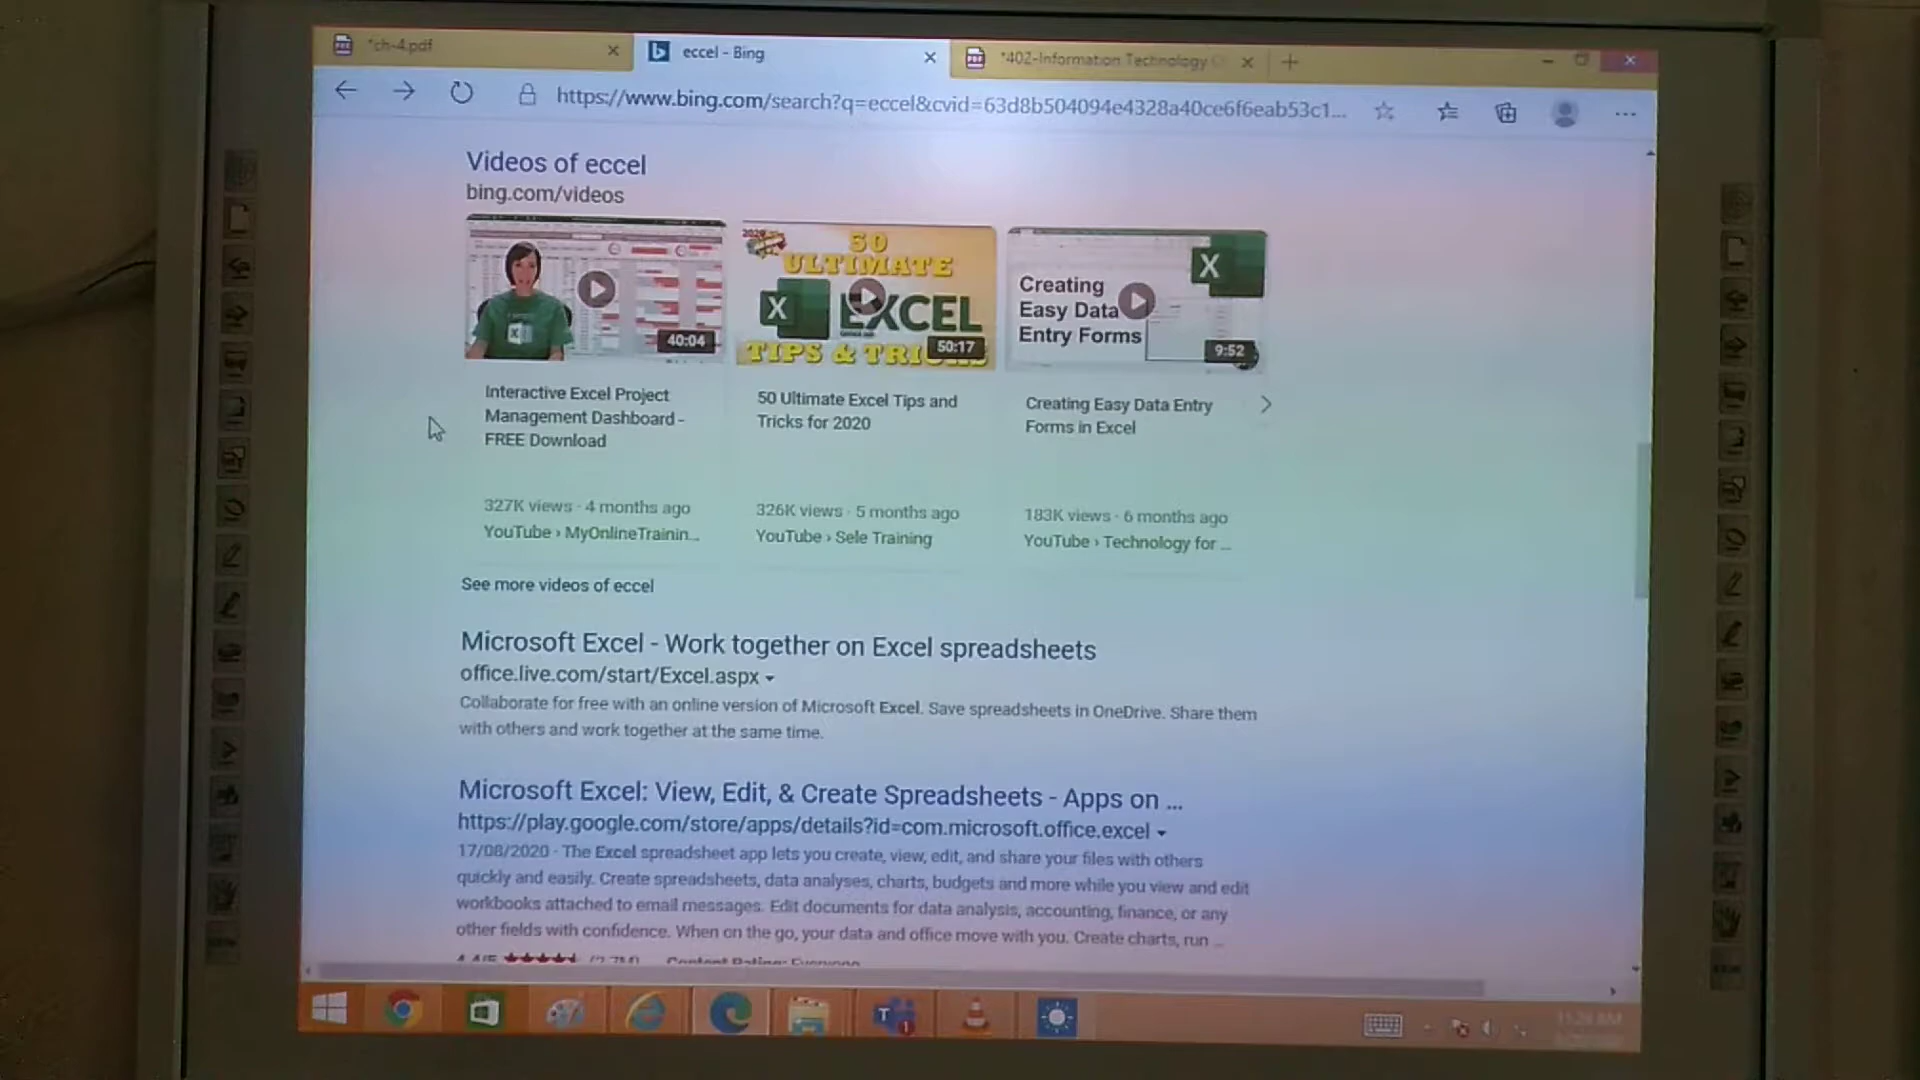 *ch-4.pdf
eccel - Bing
*402-Information Technology
https://www.bing.com/search?q=eccel&cvid=63d8b504094e4328a40ce6f6eab53c1...
Videos of eccel
bing.com/videos
40:04
50 ULTIMATE
EXCEL
TIPS &
50:17
Creating
Easy Data
Entry Forms
9:52
Interactive Excel Project
Management Dashboard -
FREE Download
327K views · 4 months ago
YouTube › MyOnlineTrainin...
50 Ultimate Excel Tips and
Tricks for 2020
326K views · 5 months ago
YouTube › Sele Training
Creating Easy Data Entry
Forms in Excel
183K views · 6 months ago
YouTube › Technology for ...
See more videos of eccel
Microsoft Excel - Work together on Excel spreadsheets
office.live.com/start/Excel.aspx
Collaborate for free with an online version of Microsoft Excel. Save spreadsheets in OneDrive. Share them
with others and work together at the same time.
Microsoft Excel: View, Edit, & Create Spreadsheets - Apps on ...
https://play.google.com/store/apps/details?id=com.microsoft.office.excel
17/08/2020 · The Excel spreadsheet app lets you create, view, edit, and share your files with others
quickly and easily. Create spreadsheets, data analyses, charts, budgets and more while you view and edit
workbooks attached to email messages. Edit documents for data analysis, accounting, finance, or any
other fields with confidence. When on the go, your data and office move with you. Create charts, run ...
Content Rating: Everyone